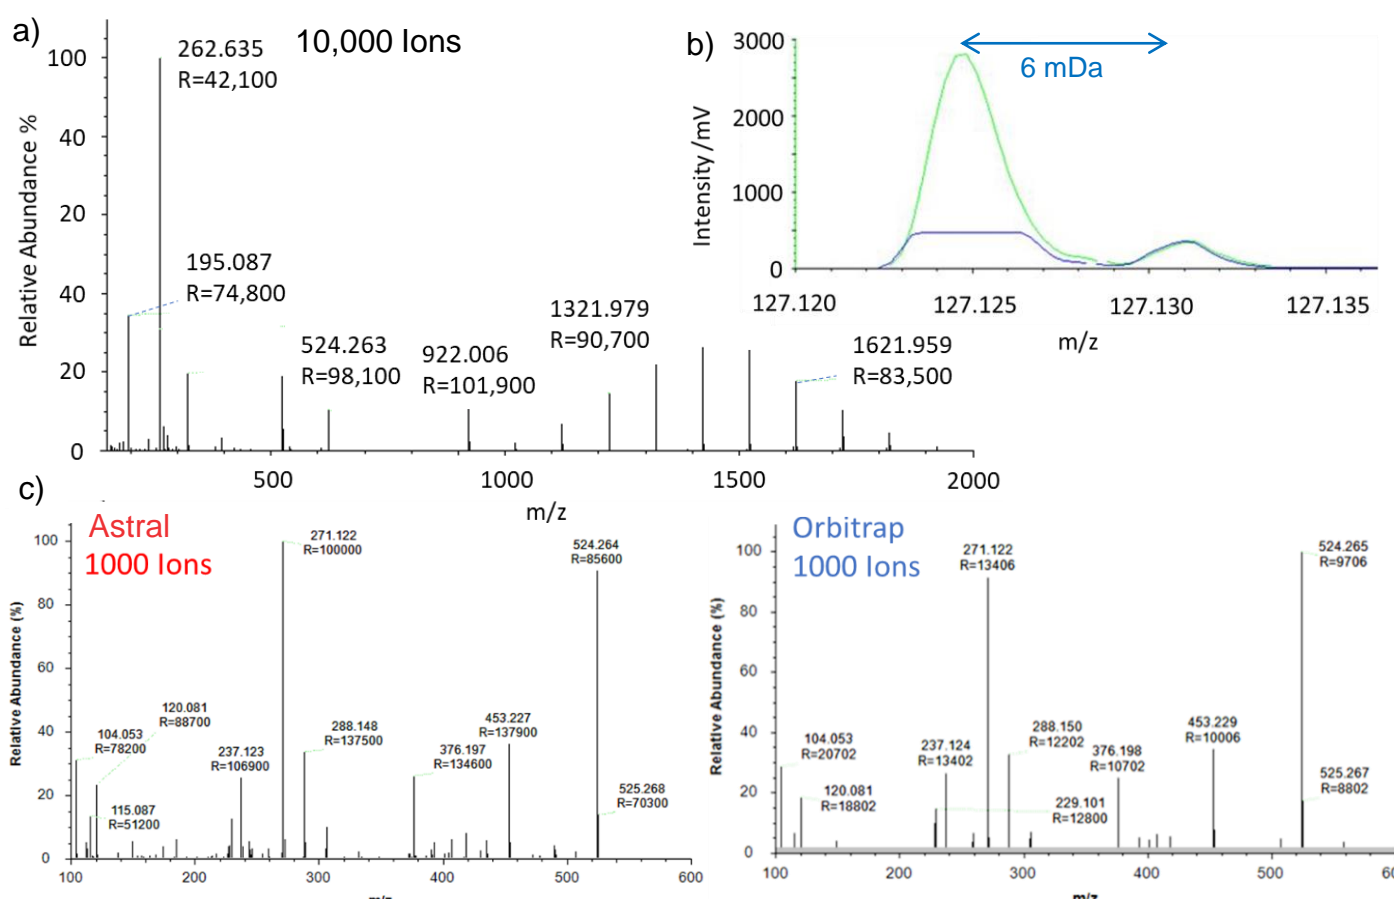 a)
10,000 Ions
262.635
R=42,100
195.087
R=74,800
524.263
R=98,100
922.006
R=101,900
1321.979
R=90,700
1621.959
R=83,500
Relative Abundance %
100
40
20
40
20
0
500
1000
1500
2000
m/z
b)
6 mDa
Intensity /mV
3000
2000
1000
0
127.120
127.125
127.130
127.135
m/z
c)
Astral
1000 Ions
271.122
R=100000
524.264
R=85600
120.081
R=88700
104.053
R=78200
237.123
R=106900
288.148
R=137500
376.197
R=134600
453.227
R=137900
115.087
R=51200
525.268
R=70300
Relative Abundance (%)
100
80
60
40
20
0
100
200
300
400
500
600
m/z
Orbitrap
1000 Ions
271.122
R=13406
524.265
R=9706
104.053
R=20702
237.124
R=13402
288.150
R=12202
376.198
R=10702
453.229
R=10006
120.081
R=18802
229.101
R=12800
525.267
R=8802
Relative Abundance (%)
100
80
60
40
20
0
100
200
300
400
500
m/z